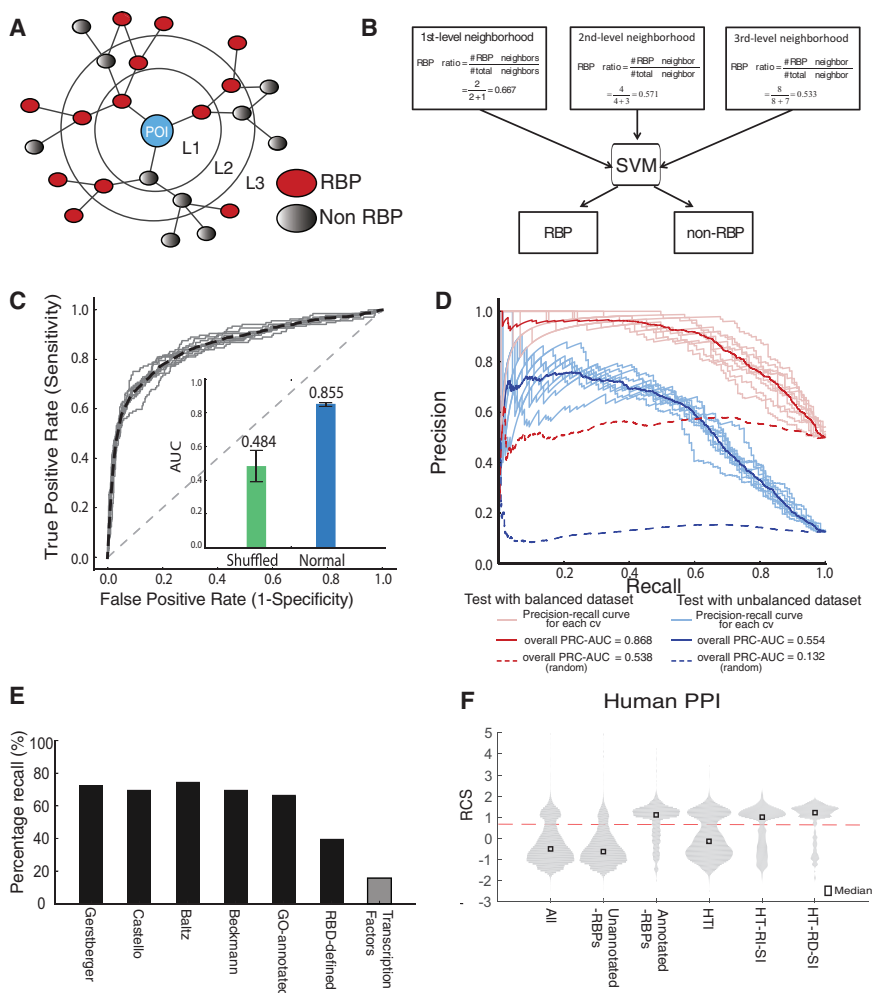 A
POI
L1
L2
L3
RBP
Non RBP
B
1st-level neighborhood
RBP ratio = #RBP neighbors / #total neighbors
= 2 / 2+1 = 0.667
2nd-level neighborhood
RBP ratio = #RBP neighbor / #total neighbor
= 4 / 4+3 = 0.571
3rd-level neighborhood
RBP ratio = #RBP neighbor / #total neighbor
= 8 / 8+7 = 0.533
SVM
RBP
non-RBP
C
True Positive Rate (Sensitivity)
1.0
0.8
0.6
0.4
0.2
0.0
0.0 0.2 0.4 0.6 0.8 1.0
False Positive Rate (1-Specificity)
AUC
1.0
0.8
0.6
0.4
0.2
0.0
0.484
0.855
Shuffled
Normal
D
Precision
1.0
0.8
0.6
0.4
0.2
0.0
0.2 0.4 0.6 0.8 1.0
Recall
Test with balanced dataset
Precision-recall curve
for each cv
overall PRC-AUC = 0.868
overall PRC-AUC = 0.538
(random)
Test with unbalanced dataset
Precision-recall curve
for each cv
overall PRC-AUC = 0.554
overall PRC-AUC = 0.132
(random)
E
Percentage recall (%)
100
80
60
40
20
0
Gerstberger
Castello
Baltz
Beckmann
GO-annotated
RBD-defined
Transcription
Factors
F
Human PPI
RCS
5
4
3
2
1
0
-1
-2
-3
-
Median
All
Unannotated
-RBPs
Annotated
-RBPs
HTI
HT-RI-SI
HT-RD-SI